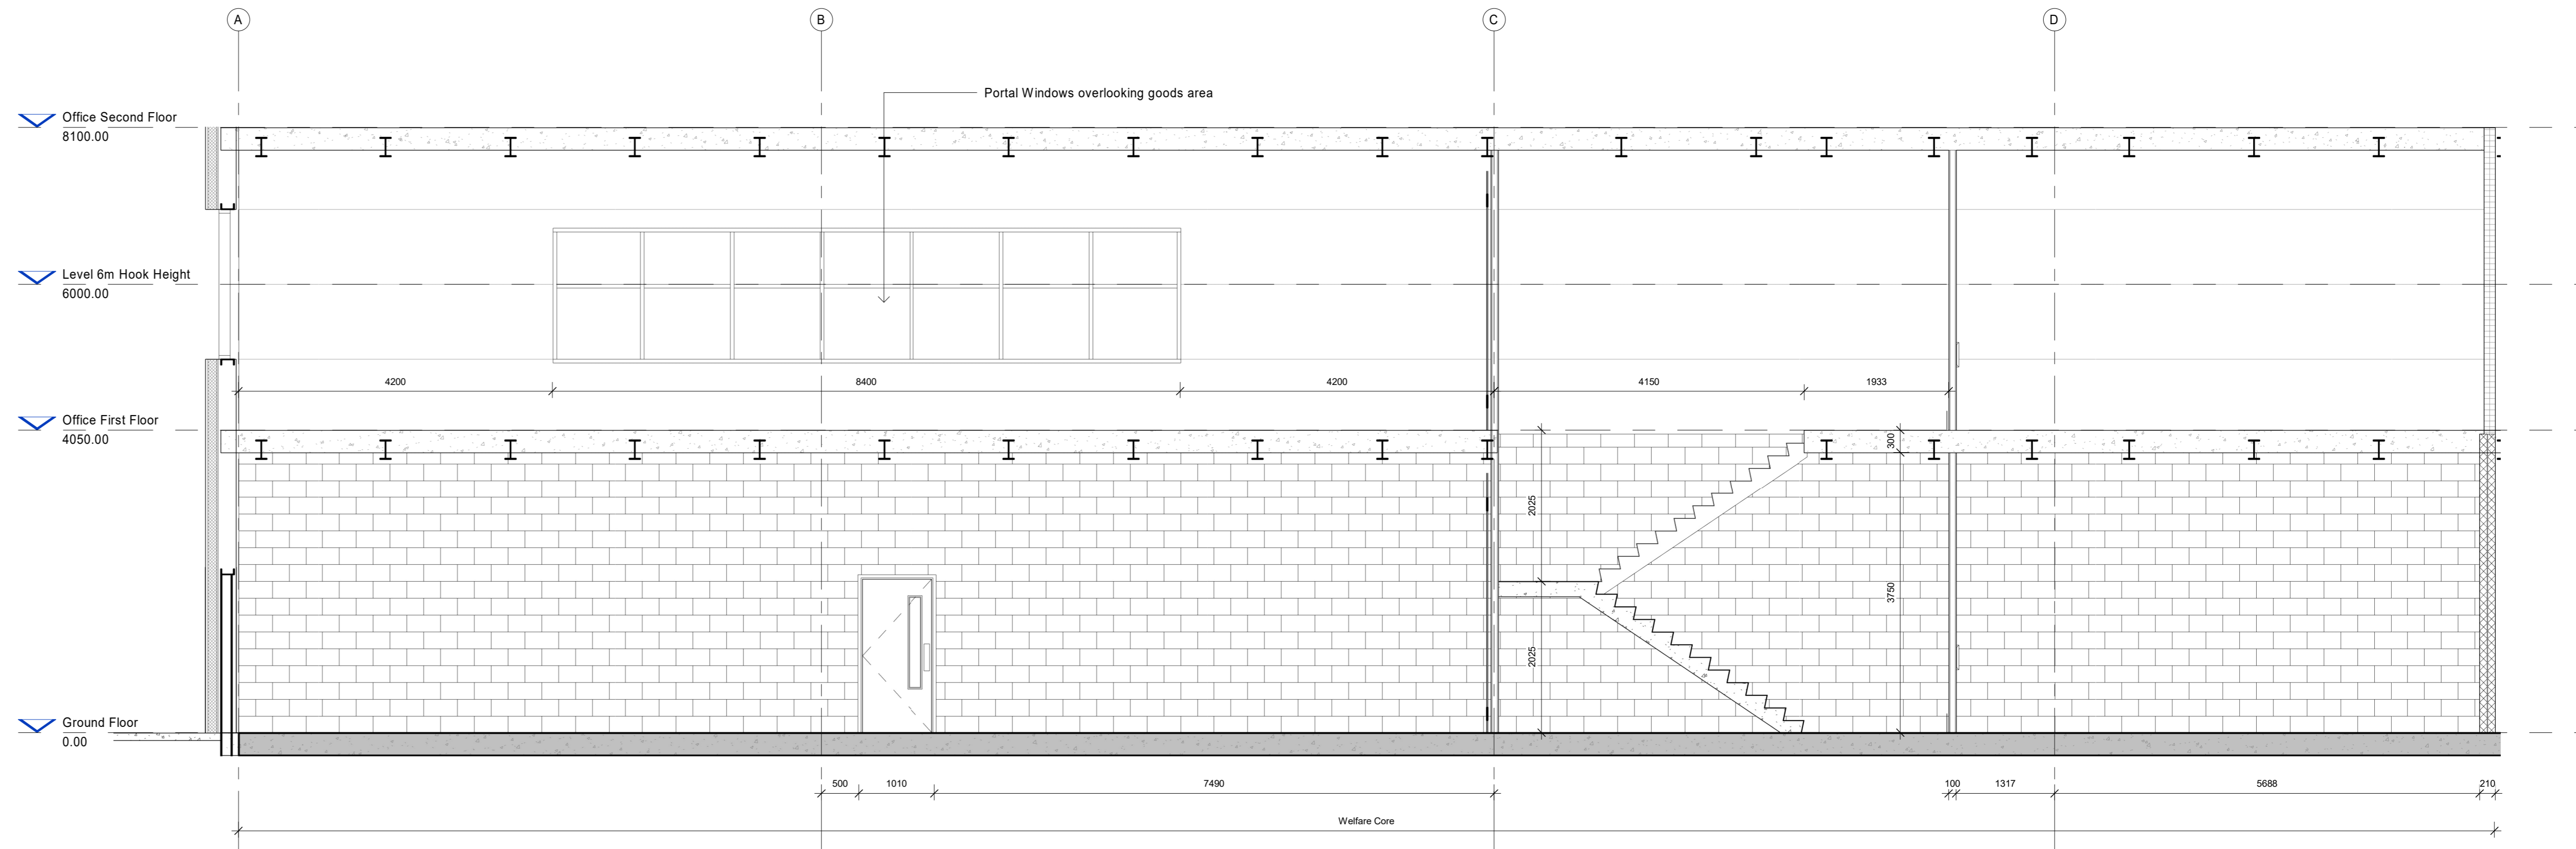 A
B
C
D
Portal Windows overlooking goods area
Office Second Floor
8100.00
Level 6m Hook Height
6000.00
4200
8400
4200
4150
1933
Office First Floor
4050.00
300
2025
3750
2025
Ground Floor
0.00
500
1010
7490
100
1317
5688
210
Welfare Core